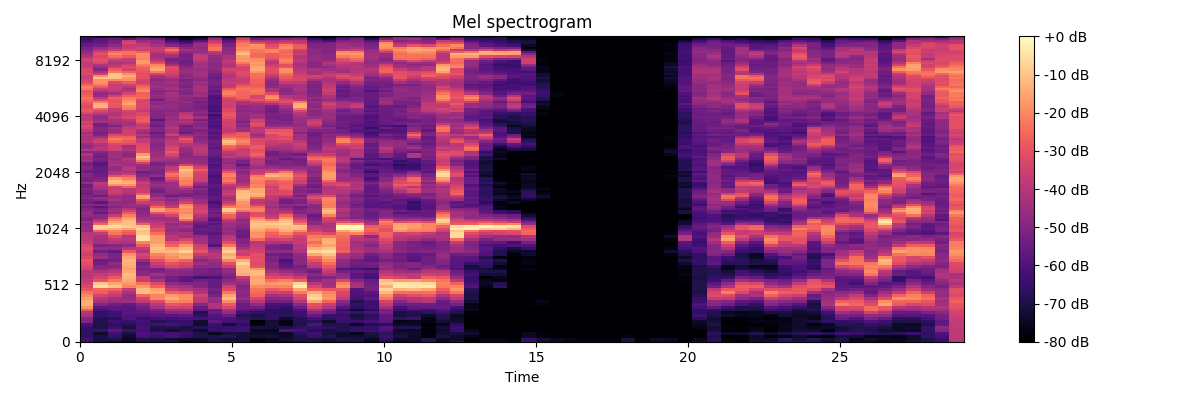 Mel spectrogram
Hz
8192
4096
2048
1024
512
0
0 5 10 15 20 25
Time
+0 dB
-10 dB
-20 dB
-30 dB
-40 dB
-50 dB
-60 dB
-70 dB
-80 dB